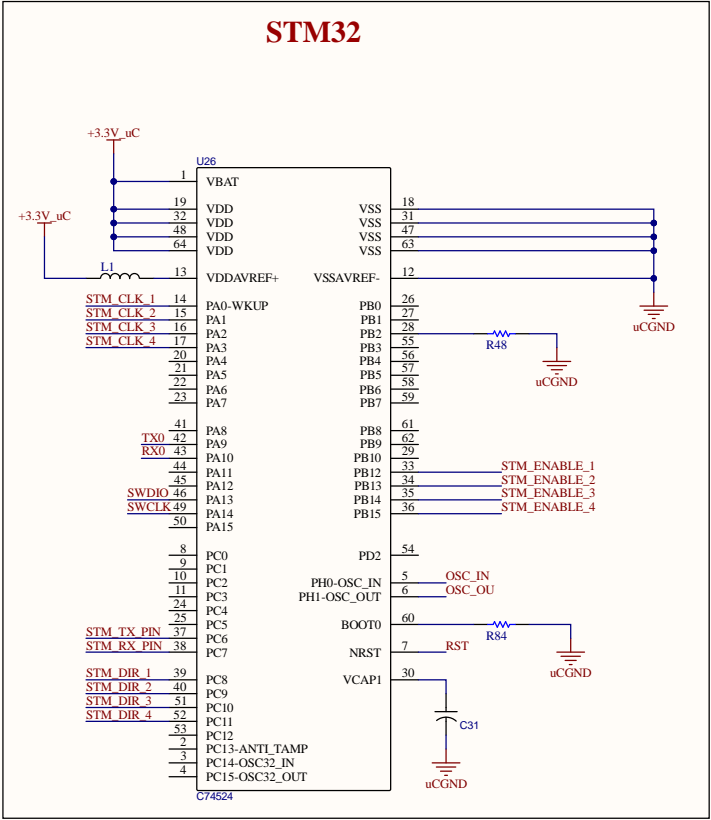 STM32
+3.3V_uC
U26
1 VBAT
19 VDD VSS 18
32 VDD VSS 31
48 VDD VSS 47
64 VDD VSS 63
+3.3V_uC
L1
13 VDDAVREF+ VSSAVREF- 12
STM_CLK_1 14 PA0-WKUP PB0 26
STM_CLK_2 15 PA1 PB1 27
STM_CLK_3 16 PA2 PB2 28
STM_CLK_4 17 PA3 PB3 55
uCGND
R48
20 PA4 PB4 56
21 PA5 PB5 57
22 PA6 PB6 58
23 PA7 PB7 59
uCGND
41 PA8 PB8 61
TX0 42 PA9 PB9 62
RX0 43 PA10 PB10 29
44 PA11 PB12 33 STM_ENABLE_1
45 PA12 PB13 34 STM_ENABLE_2
SWDIO 46 PA13 PB14 35 STM_ENABLE_3
SWCLK 49 PA14 PB15 36 STM_ENABLE_4
50 PA15
8 PC0 PD2 54
9 PC1
10 PC2 PH0-OSC_IN 5 OSC_IN
11 PC3 PH1-OSC_OUT 6 OSC_OU
24 PC4
25 PC5 BOOT0 60
R84
STM_TX_PIN 37 PC6
STM_RX_PIN 38 PC7 NRST 7 RST
uCGND
STM_DIR_1 39 PC8 VCAP1 30
STM_DIR_2 40 PC9
STM_DIR_3 51 PC10
STM_DIR_4 52 PC11
C31
53 PC12
2 PC13-ANTI_TAMP
3 PC14-OSC32_IN
4 PC15-OSC32_OUT
uCGND
C74524